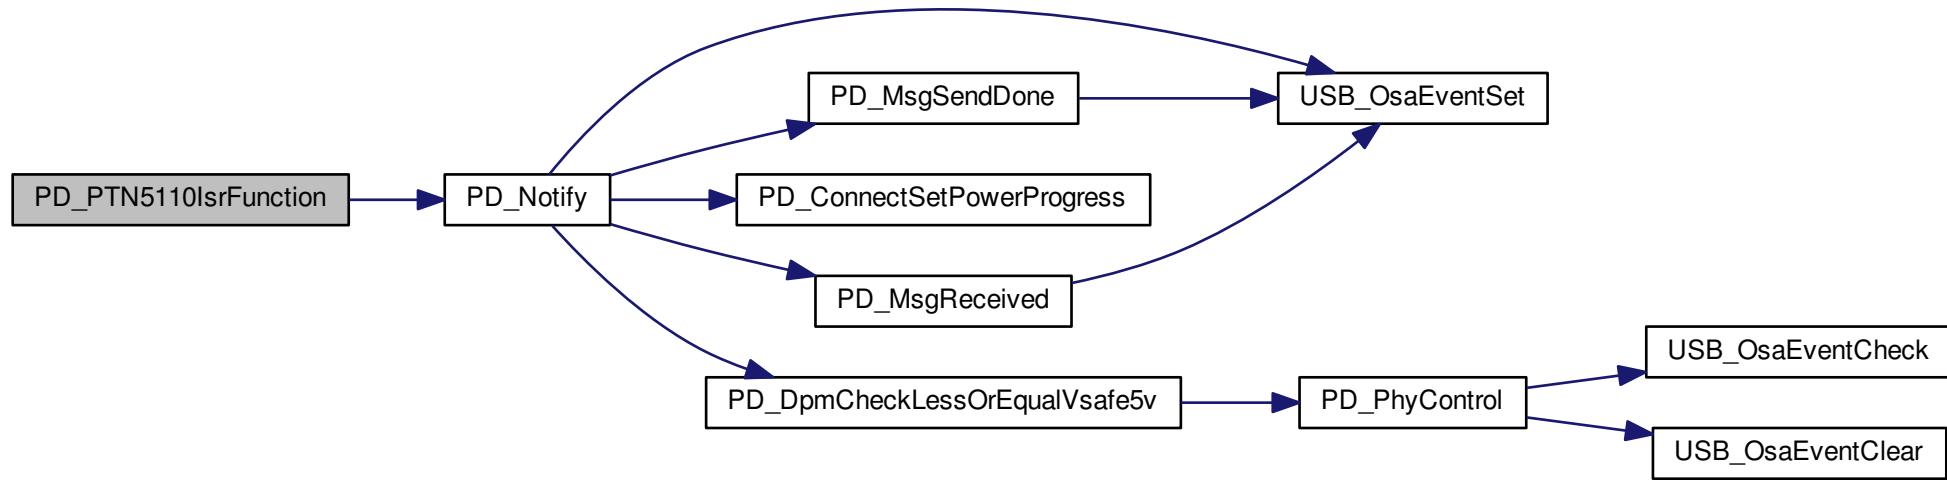 PD_MsgSendDone
USB_OsaEventSet
PD_PTN5110IsrFunction
PD_Notify
PD_ConnectSetPowerProgress
PD_MsgReceived
USB_OsaEventCheck
PD_DpmCheckLessOrEqualVsafe5v
PD_PhyControl
USB_OsaEventClear